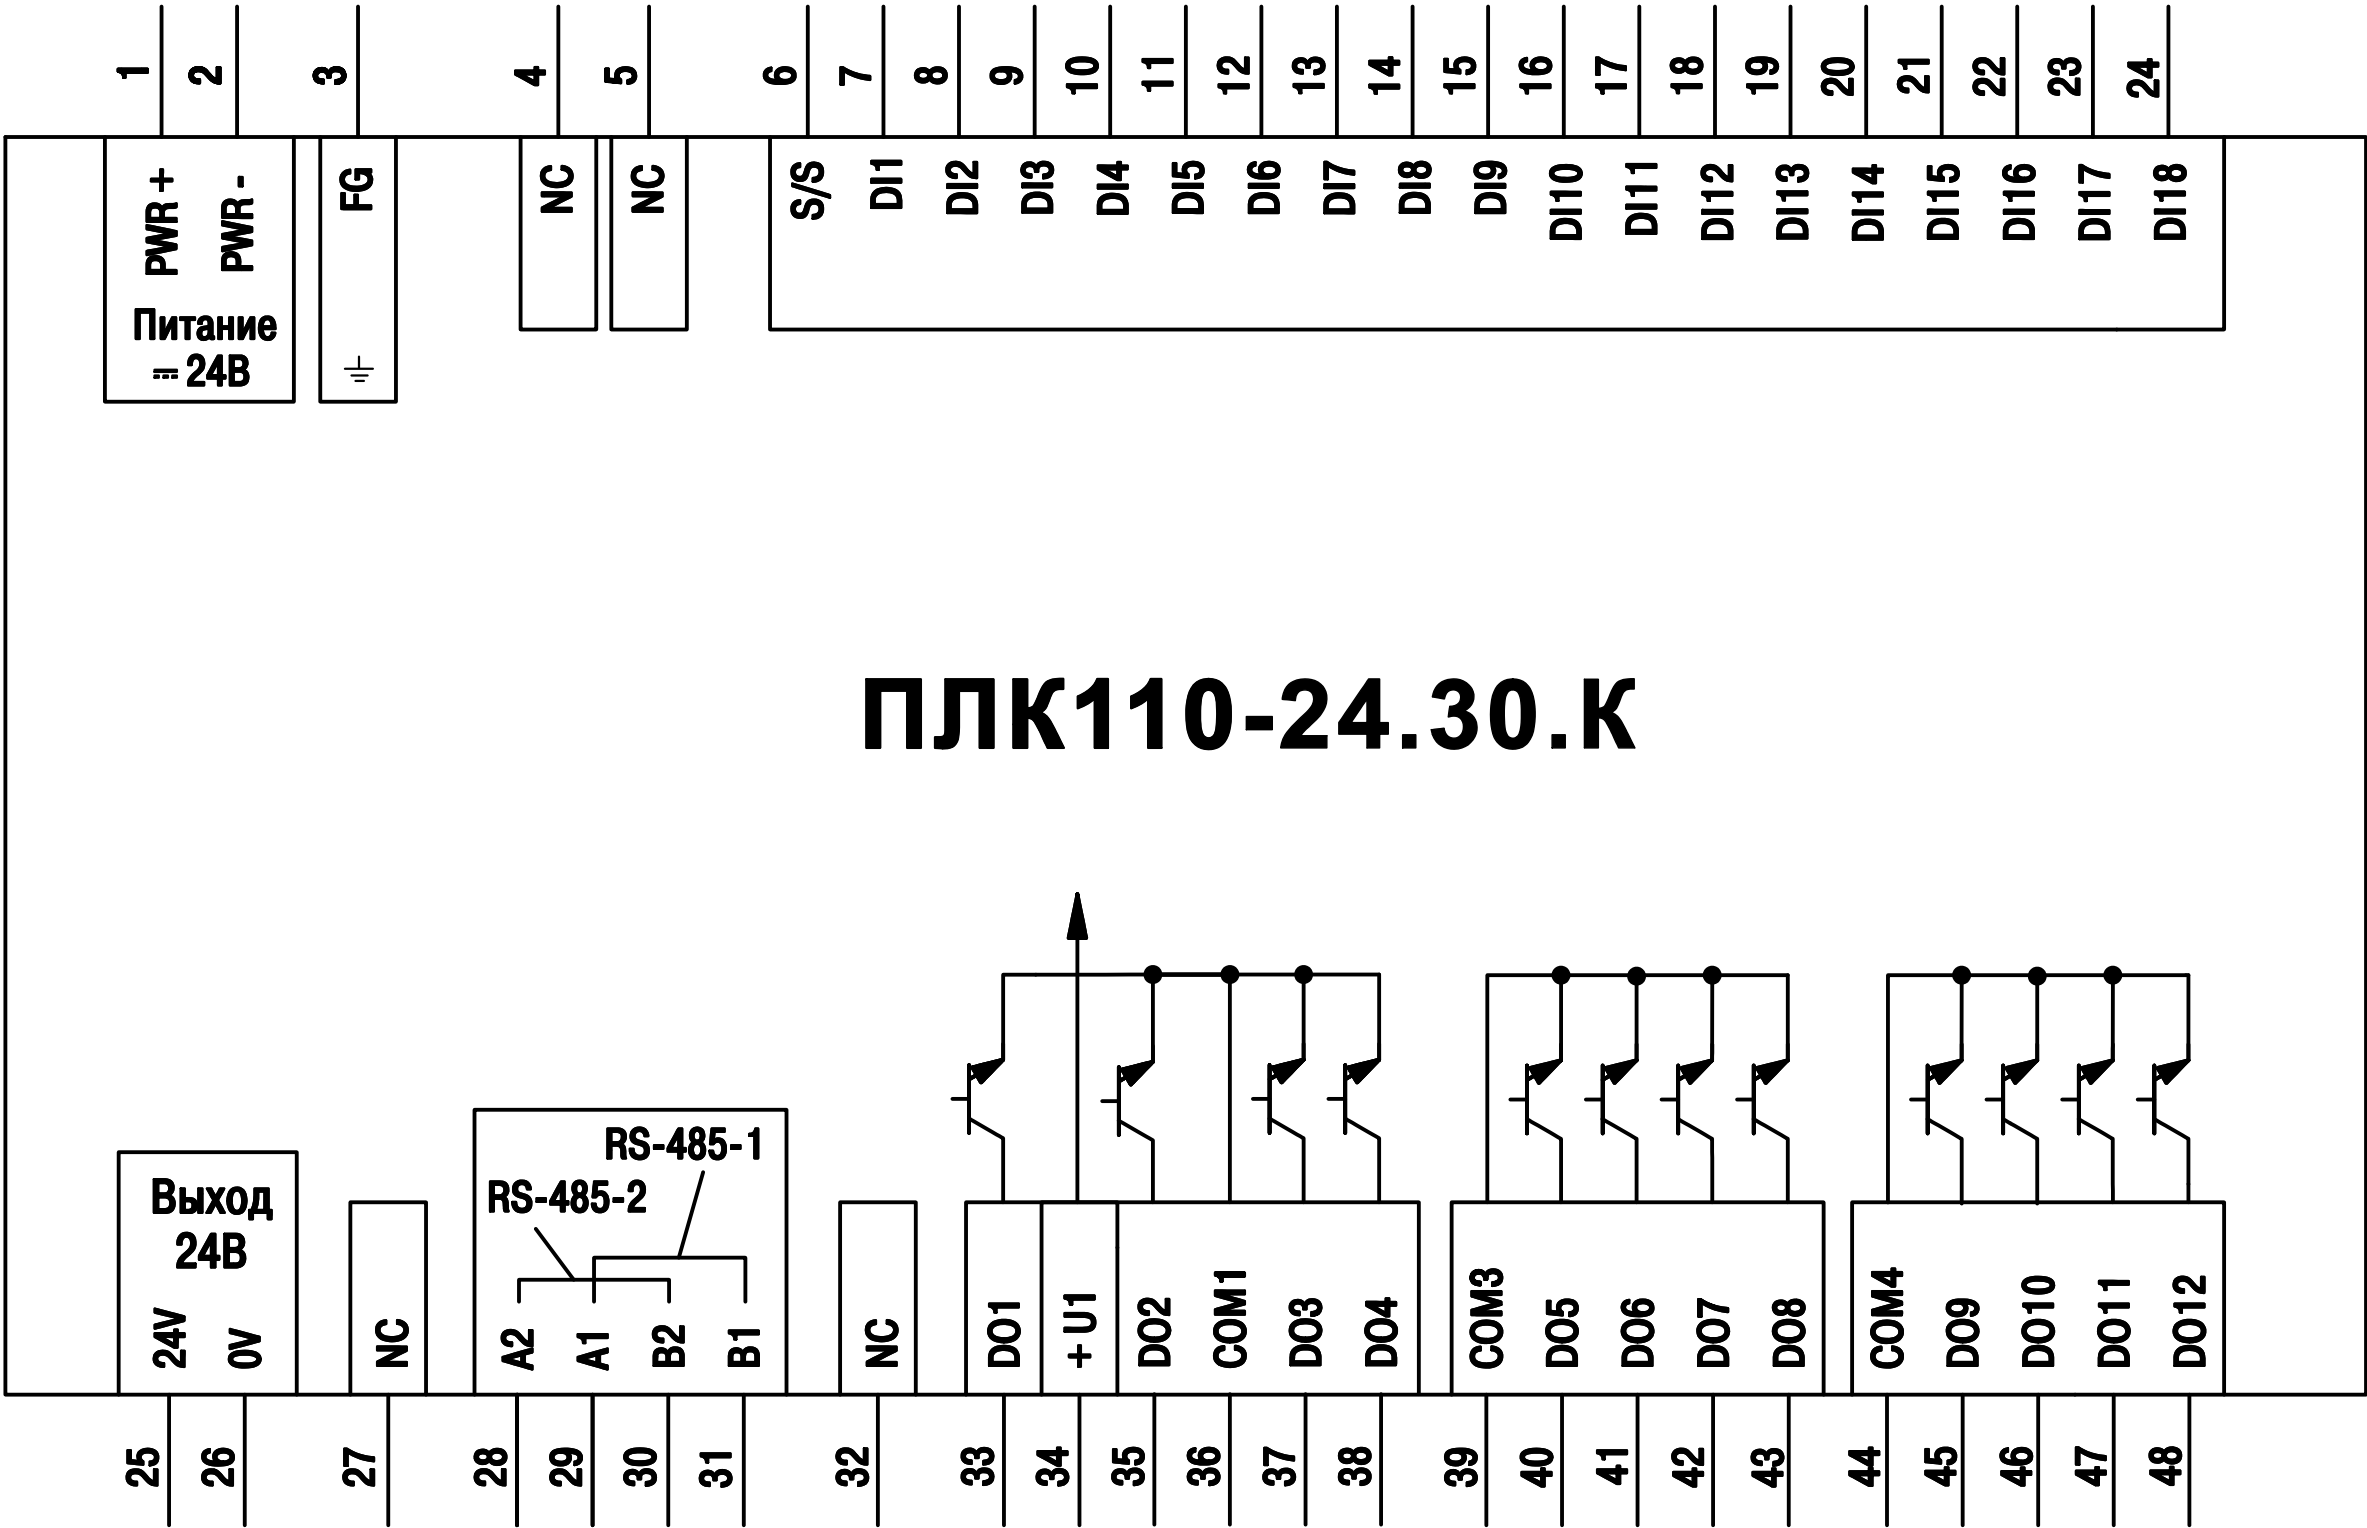 1 2 3 4 5 6 7 8 9 10 11 12 13 14 15 16 17 18 19 20 21 22 23 24
PWR + PWR - FG NC NC S/S DI1 DI2 DI3 DI4 DI5 DI6 DI7 DI8 DI9 DI10 DI11 DI12 DI13 DI14 DI15 DI16 DI17 DI18
Питание
⎓ 24В
ПЛК110-24.30.К
RS-485-1
RS-485-2
Выход
24В
24V 0V NC A2 A1 B2 B1 NC DO1 + U1 DO2 COM1 DO3 DO4 COM3 DO5 DO6 DO7 DO8 COM4 DO9 DO10 DO11 DO12
25 26 27 28 29 30 31 32 33 34 35 36 37 38 39 40 41 42 43 44 45 46 47 48